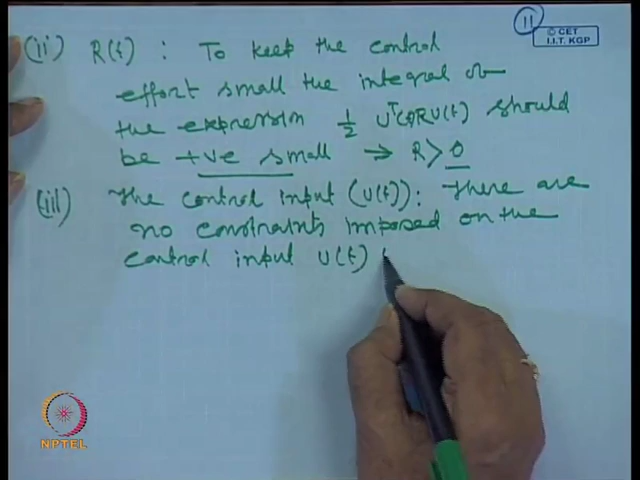 11
© CET
I.I.T. KGP
(ii) R(t) : To keep the control
effort small the integral of
the expression 1/2 Uᵀ(t)RU(t) should
be +ve small → R>0
(iii) The control input (U(t)): There are
no constraints imposed on the
control input U(t)
NPTEL